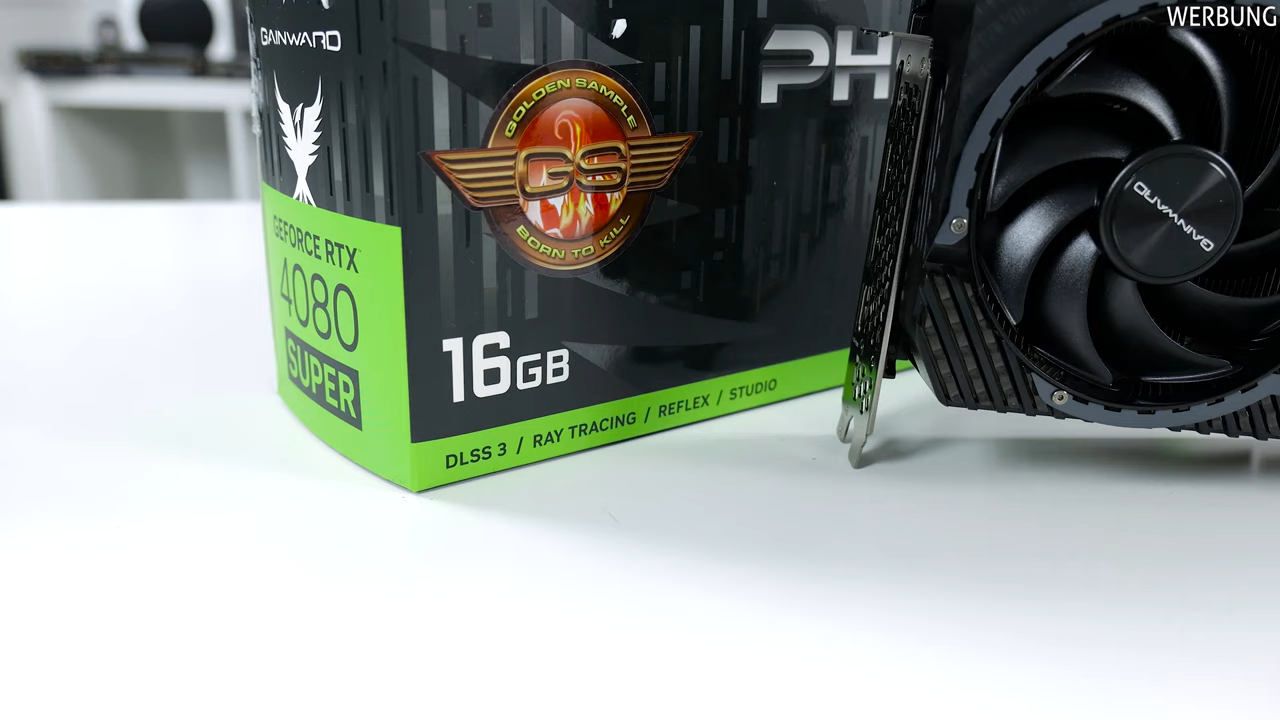 WERBUNG
GAINWARD
PH
GOLDEN SAMPLE
GS
BORN TO KILL
GAINWARD
GEFORCE RTX
4080
SUPER
16GB
DLSS 3 / RAY TRACING / REFLEX / STUDIO